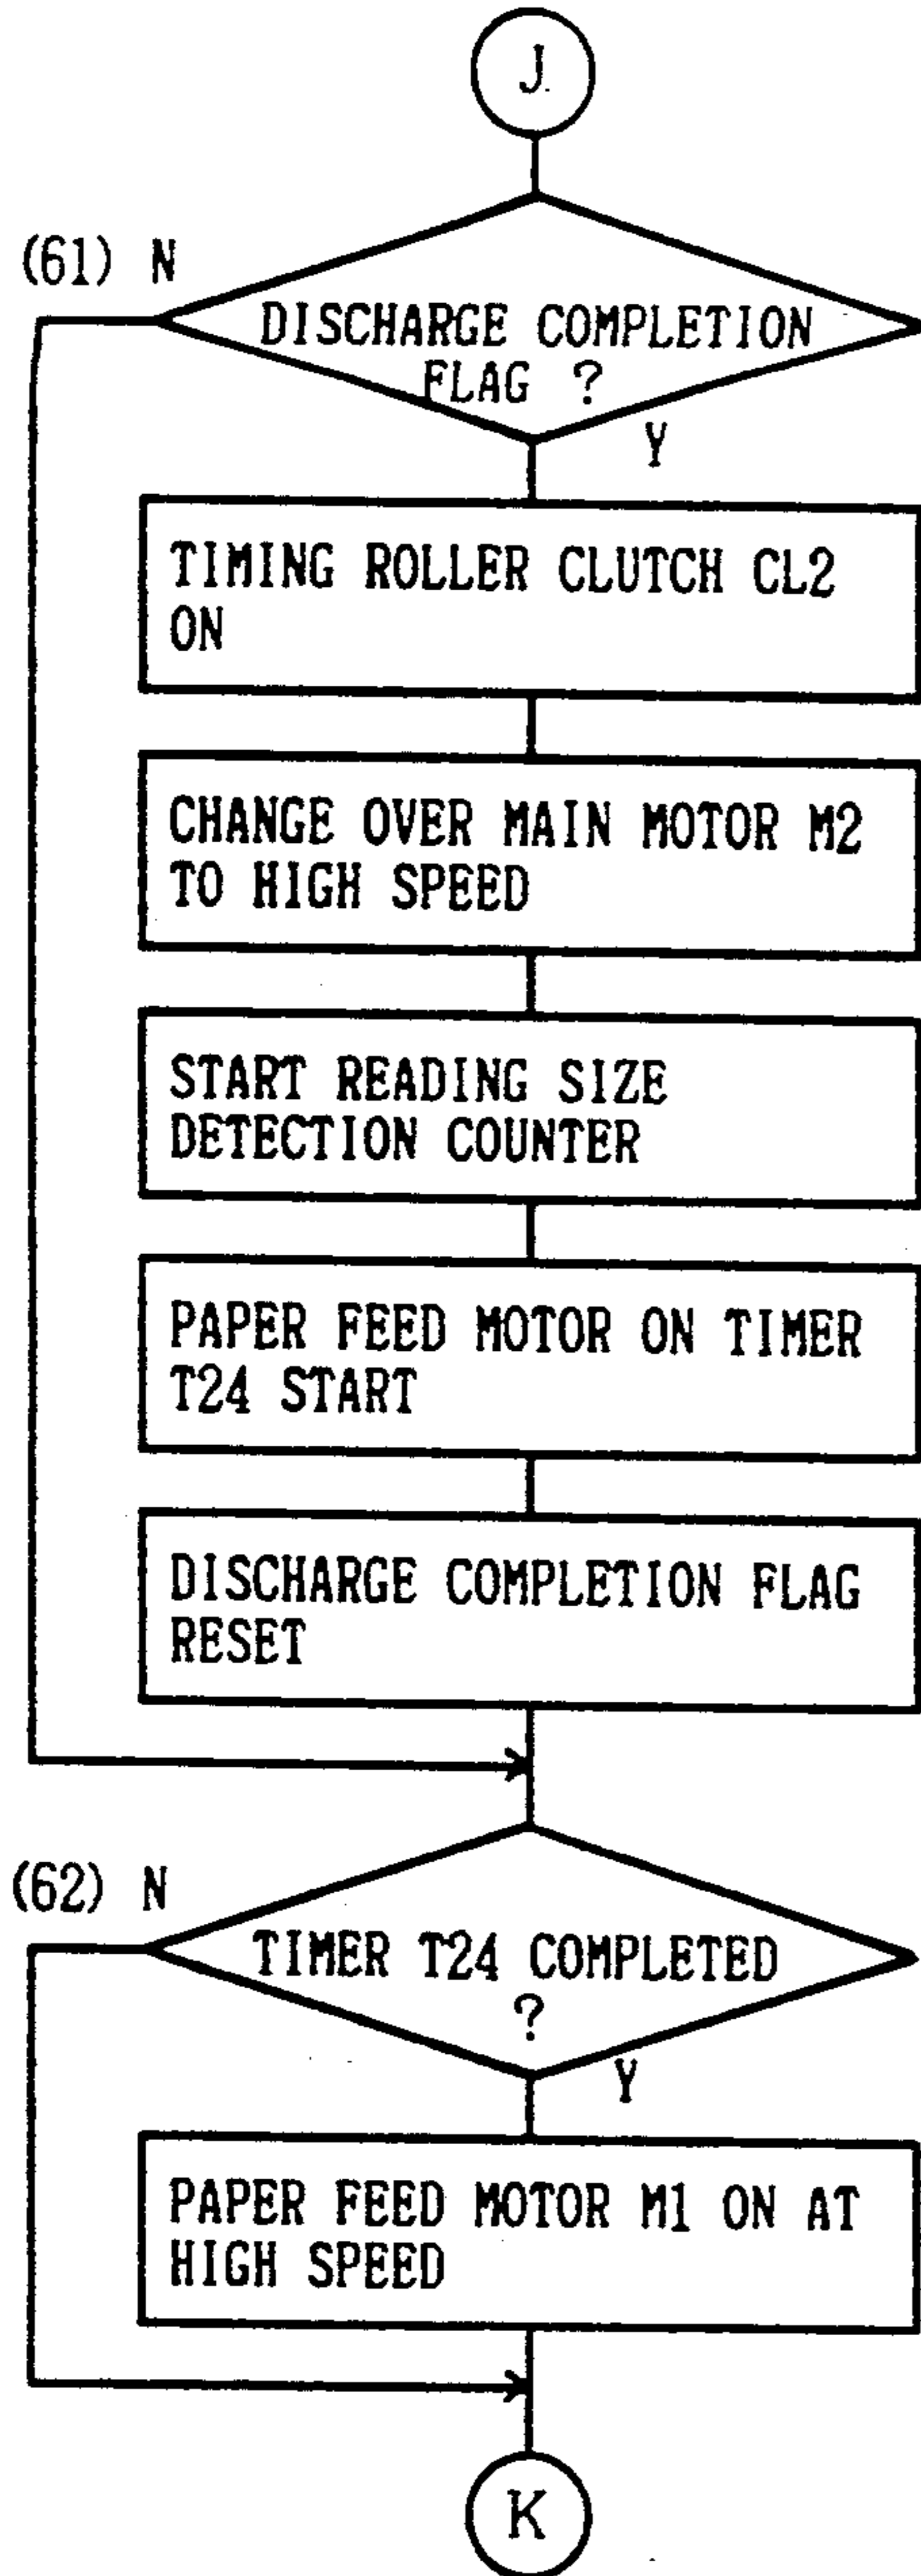 J
(61) N
DISCHARGE COMPLETION
FLAG ?
Y
TIMING ROLLER CLUTCH CL2
ON
CHANGE OVER MAIN MOTOR M2
TO HIGH SPEED
START READING SIZE
DETECTION COUNTER
PAPER FEED MOTOR ON TIMER
T24 START
DISCHARGE COMPLETION FLAG
RESET
(62) N
TIMER T24 COMPLETED
?
Y
PAPER FEED MOTOR M1 ON AT
HIGH SPEED
K